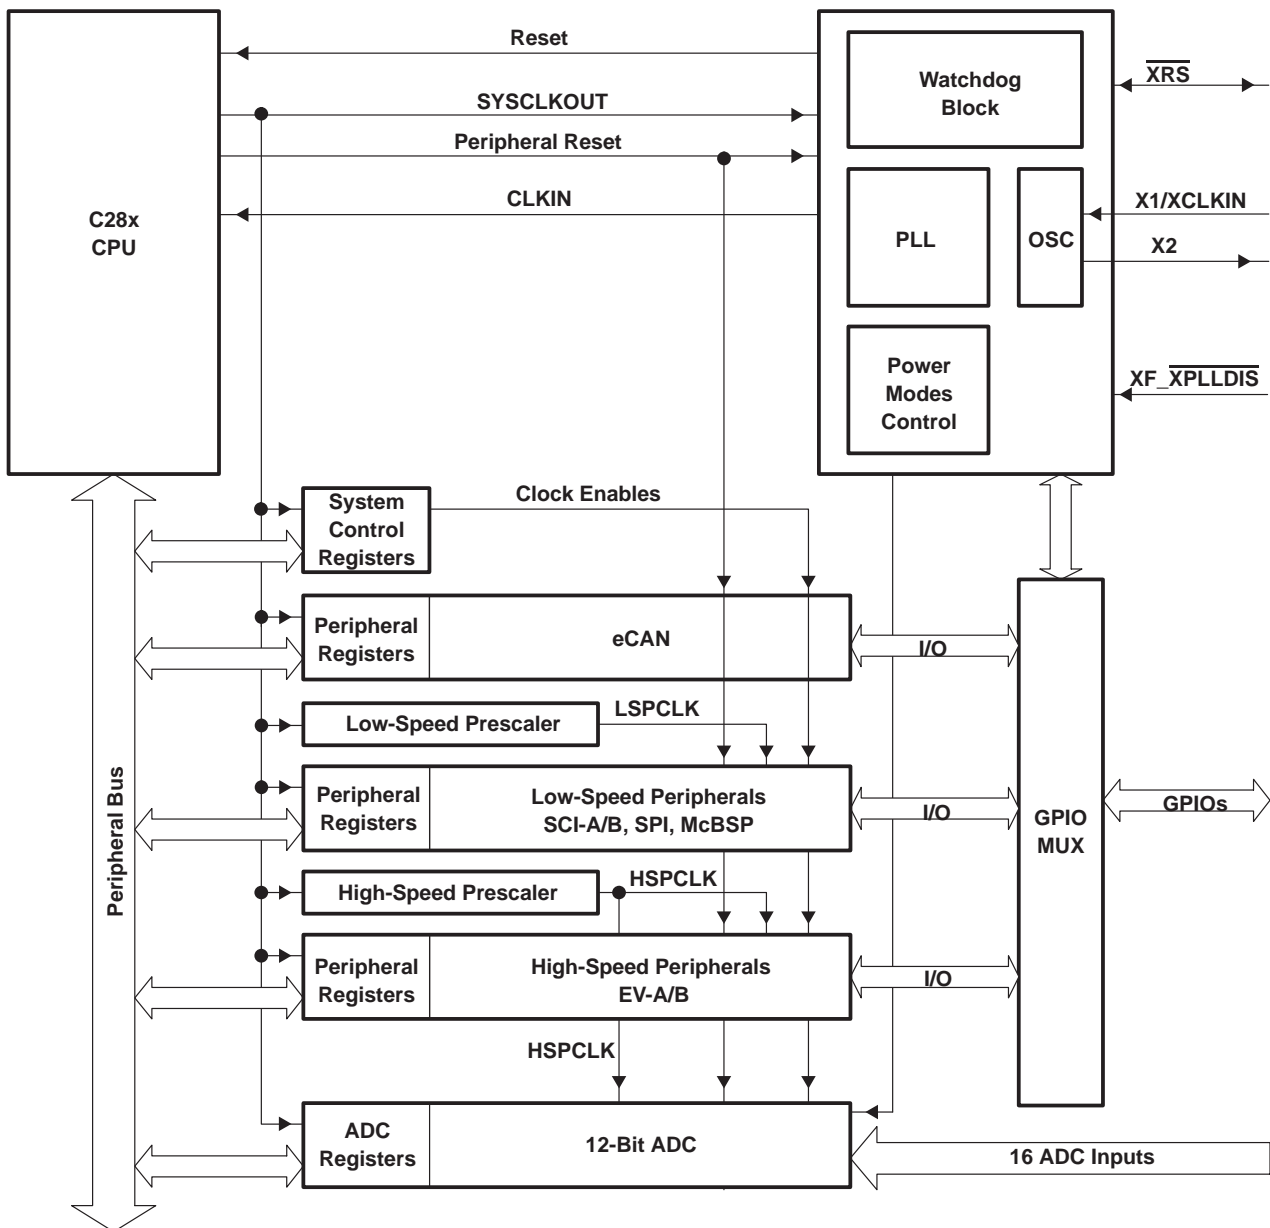 Reset
Watchdog
Block
XRS
SYSCLKOUT
Peripheral Reset
CLKIN
C28x
CPU
PLL
OSC
X1/XCLKIN
X2
Power
Modes
Control
XF_XPLLDIS
System
Control
Registers
Clock Enables
Peripheral
Registers
eCAN
I/O
Low-Speed Prescaler
LSPCLK
Peripheral Bus
Peripheral
Registers
Low-Speed Peripherals
SCI-A/B, SPI, McBSP
I/O
GPIO
MUX
GPIOs
High-Speed Prescaler
HSPCLK
Peripheral
Registers
High-Speed Peripherals
EV-A/B
I/O
HSPCLK
ADC
Registers
12-Bit ADC
16 ADC Inputs